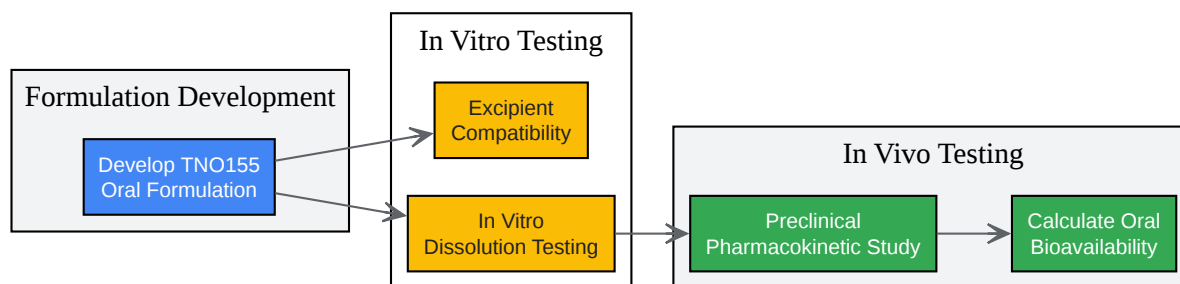 Formulation Development
Develop TNO155
Oral Formulation
In Vitro Testing
Excipient
Compatibility
In Vitro
Dissolution Testing
In Vivo Testing
Preclinical
Pharmacokinetic Study
Calculate Oral
Bioavailability